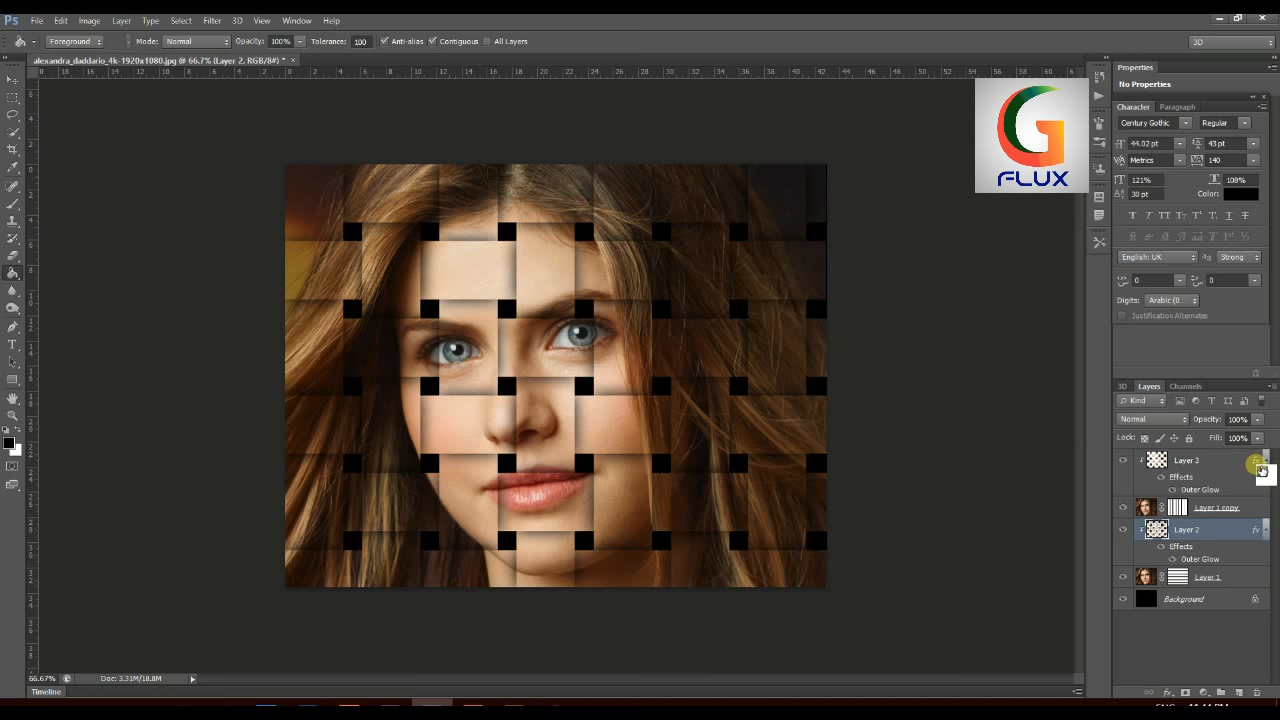 Ps File Edit Image Layer Type Select Filter 3D View Window Help
Foreground Mode: Normal Opacity: 100% Tolerance: 100 Anti-alias Contiguous All Layers 3D
alexandra_daddario_4k-1920x1080.jpg @ 66.7% (Layer 2, RGB/8#) * ×
Properties
No Properties
Character Paragraph
Century Gothic Regular
44.02 pt 43 pt
Metrics 140
121% 108%
30 pt Color:
English: UK Strong
0 0
Digits: Arabic (0...
Justification Alternates
G
FLUX
3D Layers Channels
Kind
Normal Opacity: 100%
Lock: Fill: 100%
Layer 3 fx
Effects
Outer Glow
Layer 1 copy
Layer 2 fx
Effects
Outer Glow
Layer 1
Background
66.67% Doc: 3.31M/18.8M
Timeline